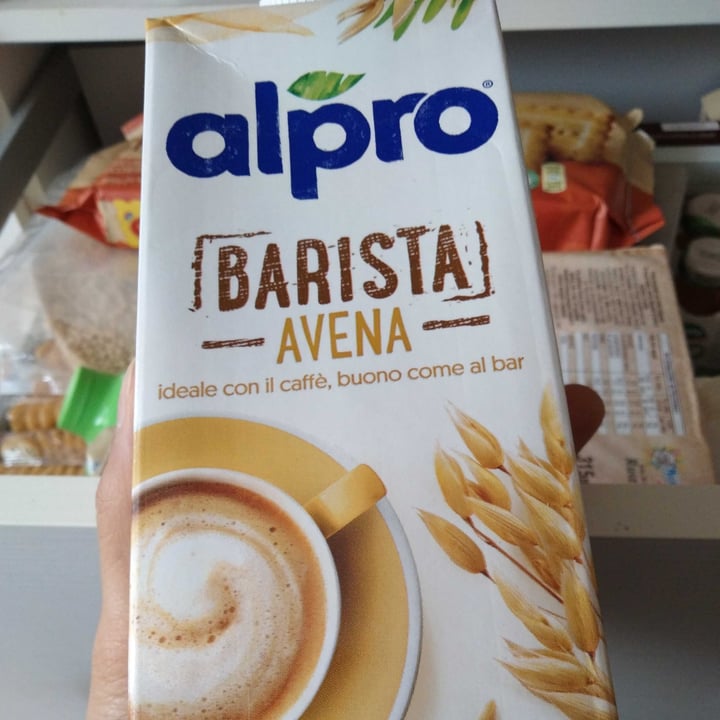 alpro®
BARISTA
AVENA
ideale con il caffè, buono come al bar